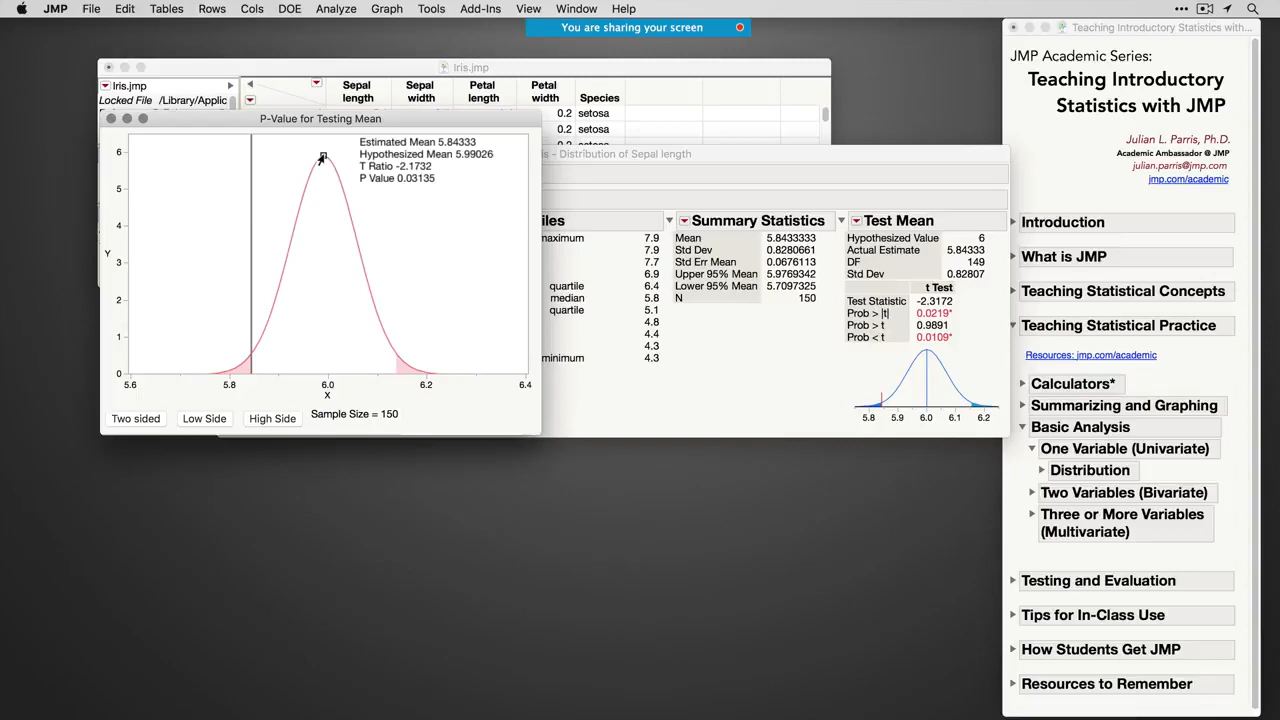 JMP File Edit Tables Rows Cols DOE Analyze Graph Tools Add-Ins View Window Help
You are sharing your screen
Iris.jmp
Iris.jmp
Locked File /Library/Applic
Sepal length
Sepal width
Petal length
Petal width
Species
0.2 setosa
0.2 setosa
P-Value for Testing Mean
Estimated Mean 5.84333
Hypothesized Mean 5.99026
T Ratio -2.1732
P Value 0.03135
6
5
4
3
2
1
0
Y
5.6 5.8 6.0 6.2 6.4
X
Two sided Low Side High Side Sample Size = 150
- Distribution of Sepal length
iles
maximum 7.9
7.9
7.7
6.9
quartile 6.4
median 5.8
quartile 5.1
4.8
4.4
4.3
minimum 4.3
Summary Statistics
Mean 5.8433333
Std Dev 0.8280661
Std Err Mean 0.0676113
Upper 95% Mean 5.9769342
Lower 95% Mean 5.7097325
N 150
Test Mean
Hypothesized Value 6
Actual Estimate 5.84333
DF 149
Std Dev 0.82807
t Test
Test Statistic -2.3172
Prob > |t| 0.0219*
Prob > t 0.9891
Prob < t 0.0109*
5.8 5.9 6.0 6.1 6.2
Teaching Introductory Statistics with...
JMP Academic Series:
Teaching Introductory
Statistics with JMP
Julian L. Parris, Ph.D.
Academic Ambassador @ JMP
julian.parris@jmp.com
jmp.com/academic
Introduction
What is JMP
Teaching Statistical Concepts
Teaching Statistical Practice
Resources: jmp.com/academic
Calculators*
Summarizing and Graphing
Basic Analysis
One Variable (Univariate)
Distribution
Two Variables (Bivariate)
Three or More Variables
(Multivariate)
Testing and Evaluation
Tips for In-Class Use
How Students Get JMP
Resources to Remember